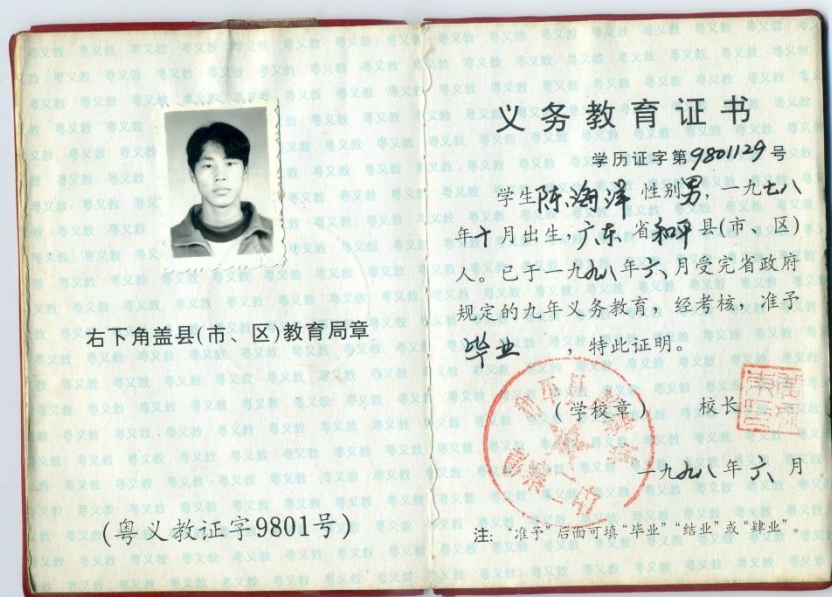 右下角盖县(市、区)教育局章
(粤义教证字9801号)
义务教育证书
学历证字第9801129号
学生陈海洋 性别男,一九七八
年十月出生,广东省和平县(市、区)
人。已于一九九八年六月受完省政府
规定的九年义务教育,经考核,准予
毕业,特此证明。
(学校章) 校长
一九九八年六月
注:“准予”后面可填“毕业”“结业”或“肄业”。